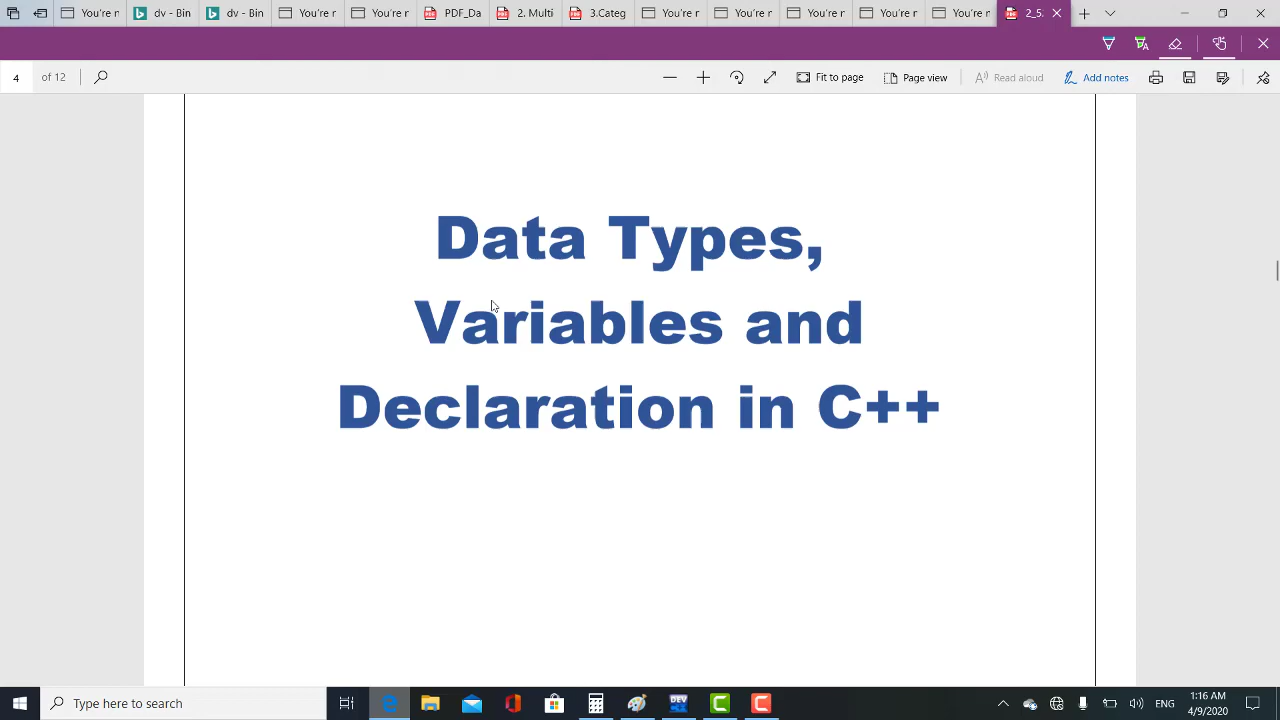 You're r
dv - Bin
dv - Bin
You're r
You're r
PDF_Da
2. Multi
3.Categ
You're r
You're r
You're r
You're r
You're r
2_5.
4 of 12
Fit to page
Page view
Read aloud
Add notes
Data Types,
Variables and
Declaration in C++
Type here to search
DEV
ENG
1:16 AM
4/9/2020